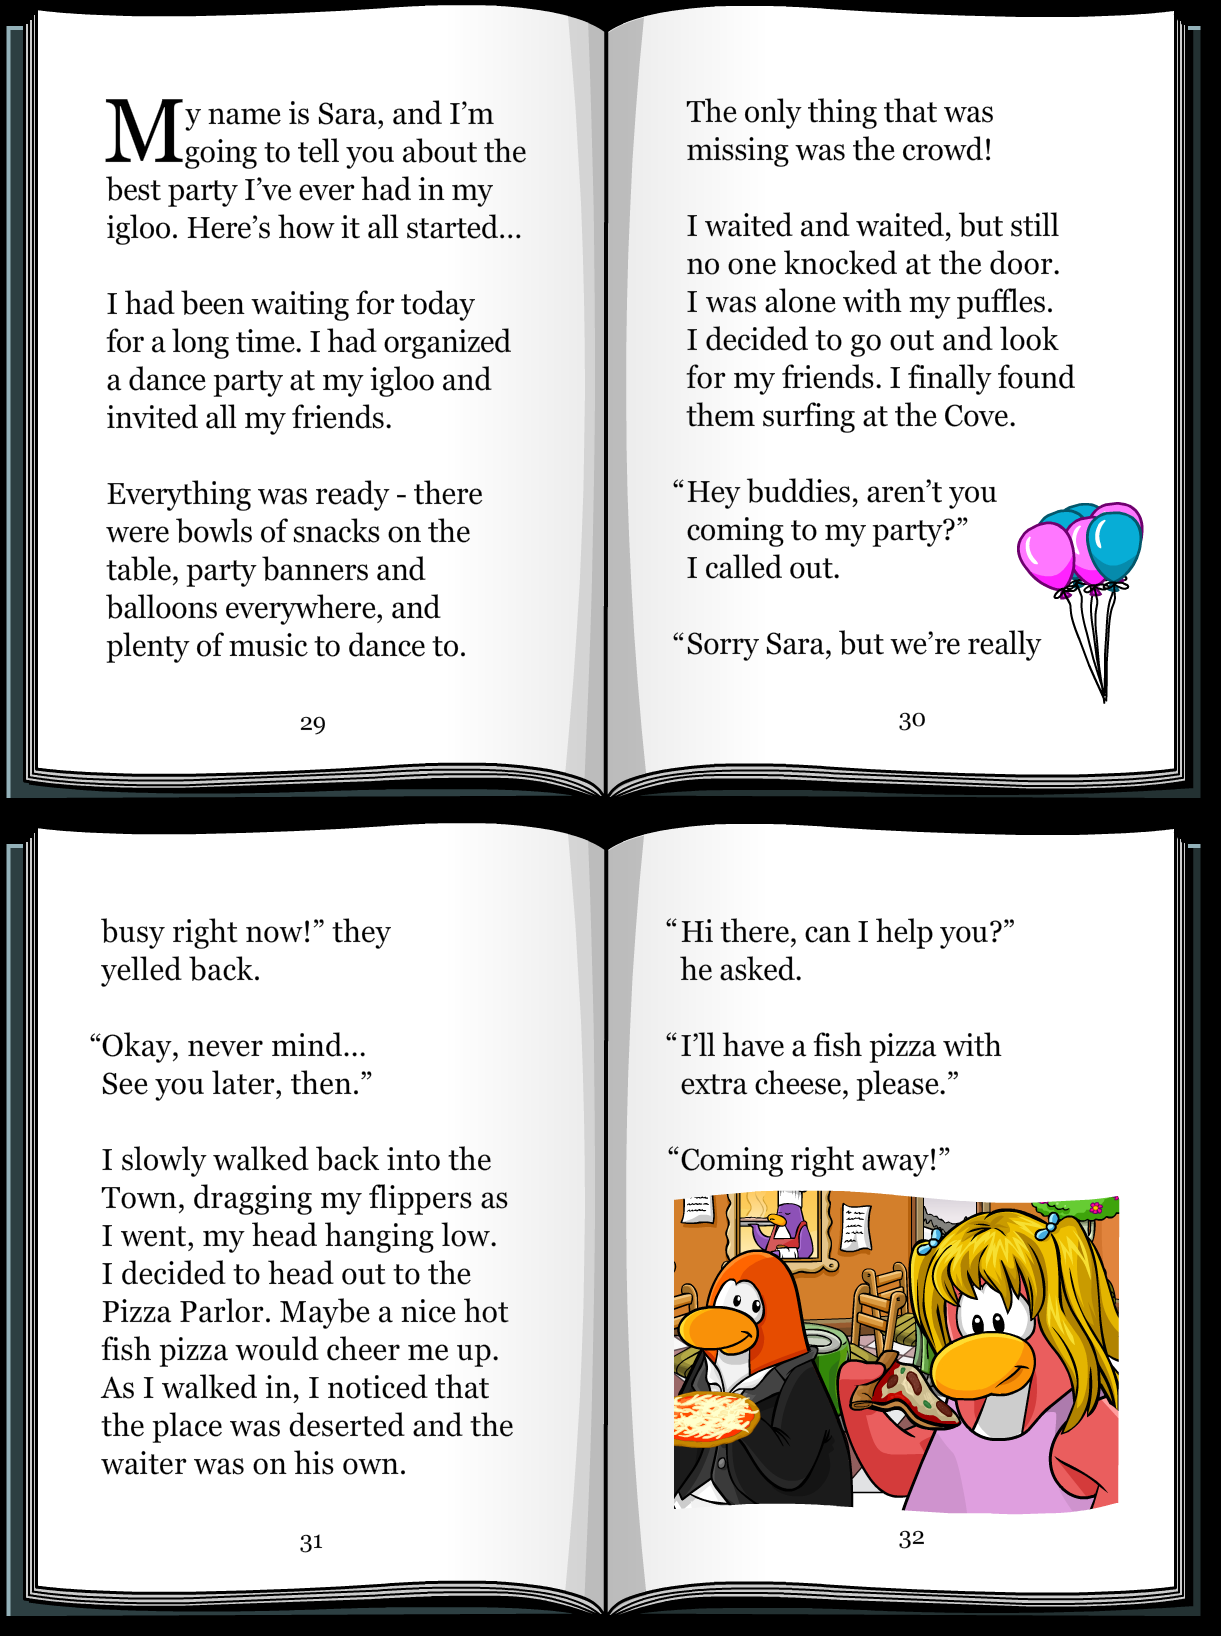 My name is Sara, and I’m
going to tell you about the
best party I’ve ever had in my
igloo. Here’s how it all started...
I had been waiting for today
for a long time. I had organized
a dance party at my igloo and
invited all my friends.
Everything was ready - there
were bowls of snacks on the
table, party banners and
balloons everywhere, and
plenty of music to dance to.
29
The only thing that was
missing was the crowd!
I waited and waited, but still
no one knocked at the door.
I was alone with my puffles.
I decided to go out and look
for my friends. I finally found
them surfing at the Cove.
“Hey buddies, aren’t you
coming to my party?”
I called out.
“Sorry Sara, but we’re really
30
busy right now!” they
yelled back.
“Okay, never mind...
See you later, then.”
I slowly walked back into the
Town, dragging my flippers as
I went, my head hanging low.
I decided to head out to the
Pizza Parlor. Maybe a nice hot
fish pizza would cheer me up.
As I walked in, I noticed that
the place was deserted and the
waiter was on his own.
31
“Hi there, can I help you?”
he asked.
“I’ll have a fish pizza with
extra cheese, please.”
“Coming right away!”
32